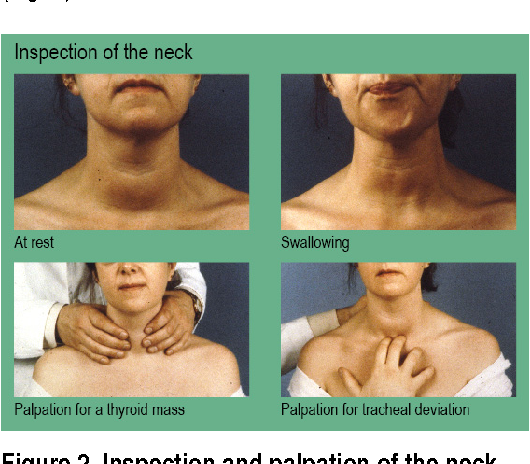 Inspection of the neck
At rest
Swallowing
Palpation for a thyroid mass
Palpation for tracheal deviation
Figure 2. Inspection and palpation of the neck